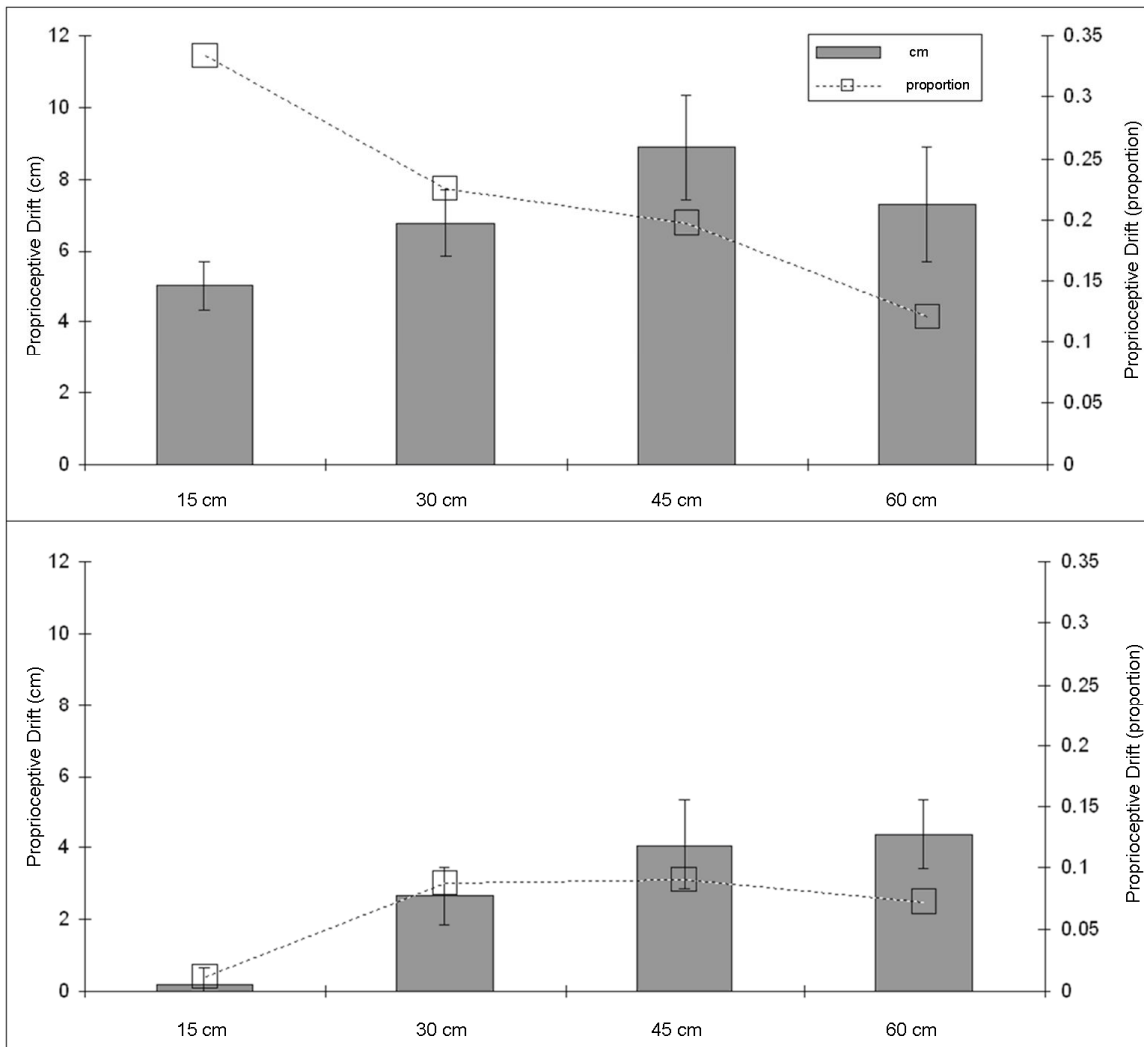 12
10
8
6
4
2
0
Proprioceptive Drift (cm)
cm
proportion
0.35
0.3
0.25
0.2
0.15
0.1
0.05
0
Proprioceptive Drift (proportion)
15 cm
30 cm
45 cm
60 cm
12
10
8
6
4
2
0
Proprioceptive Drift (cm)
0.35
0.3
0.25
0.2
0.15
0.1
0.05
0
Proprioceptive Drift (proportion)
15 cm
30 cm
45 cm
60 cm